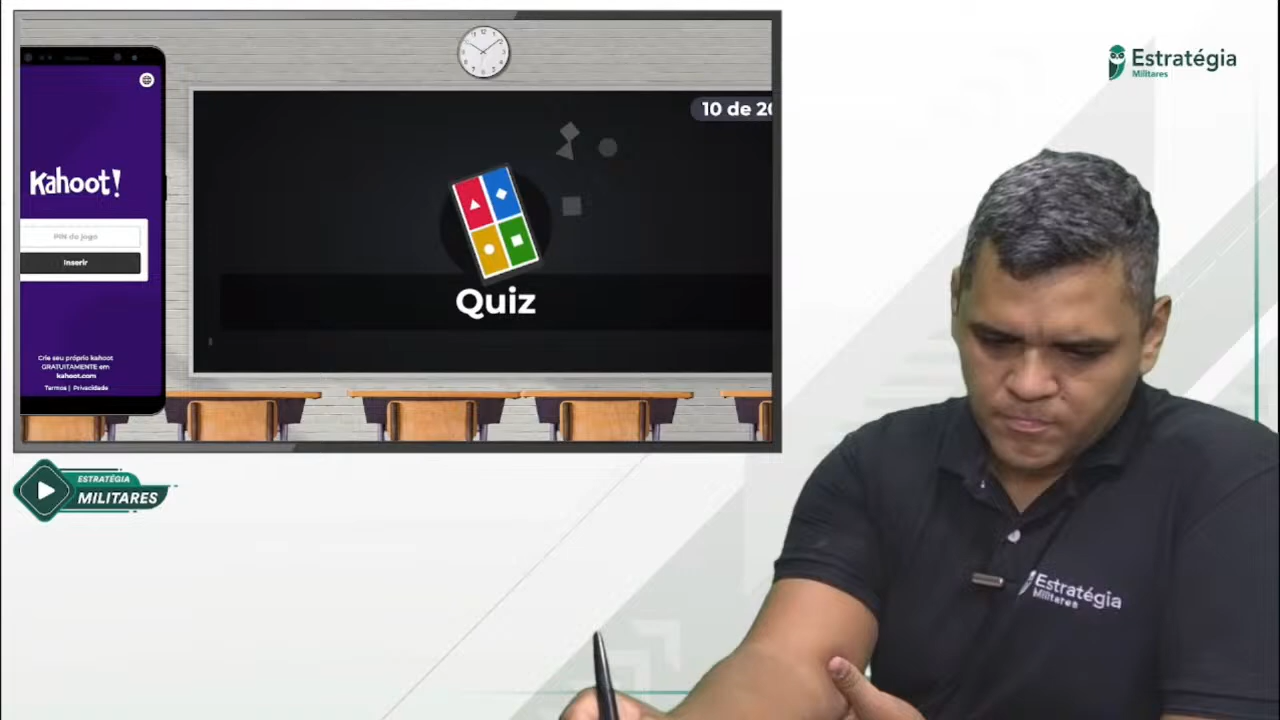 Kahoot!
PIN do jogo
Inserir
Crie seu próprio kahoot
GRATUITAMENTE em
kahoot.com
Termos | Privacidade
10 de 20
Quiz
Estratégia
Militares
ESTRATÉGIA
MILITARES
Estratégia
Militares